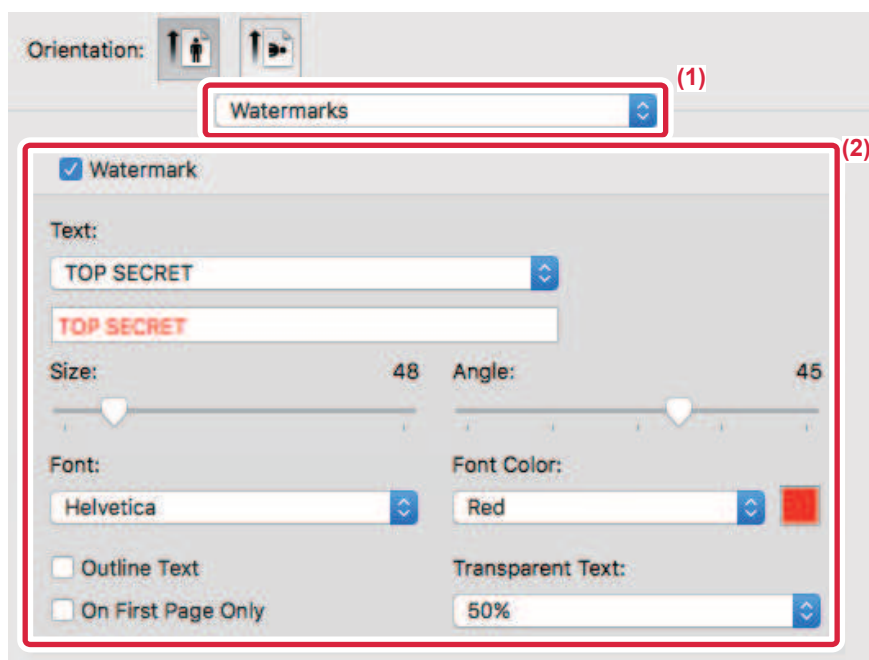 Orientation:
(1)
Watermarks
(2)
Watermark
Text:
TOP SECRET
TOP SECRET
Size: 48 Angle: 45
Font: Font Color:
Helvetica Red
Outline Text Transparent Text:
On First Page Only 50%